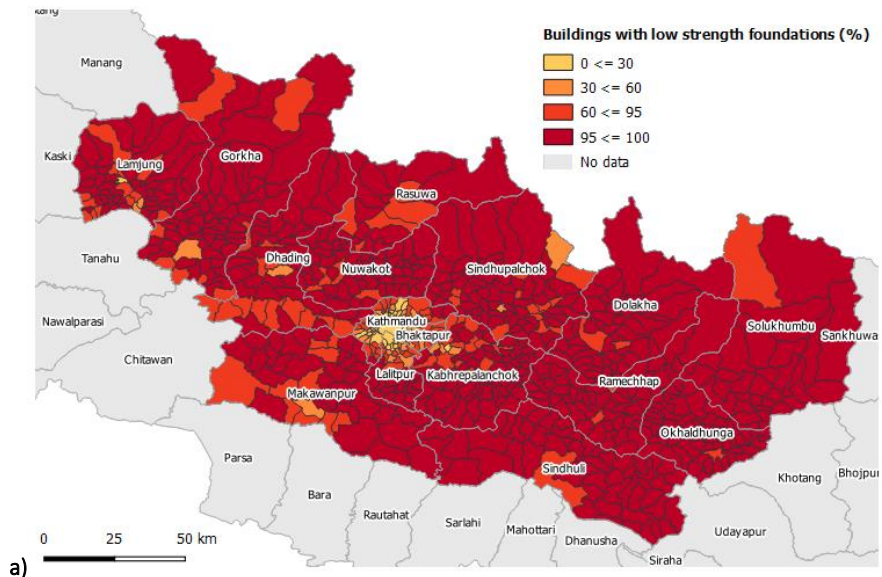 Buildings with low strength foundations (%)
0 <= 30
30 <= 60
60 <= 95
95 <= 100
No data
Manang
Kaski
Lamjung
Gorkha
Rasuwa
Tanahu
Dhading
Nuwakot
Sindhupalchok
Dolakha
Nawalparasi
Kathmandu
Bhaktapur
Solukhumbu
Sankhuwa
Chitawan
Lalitpur
Kabhrepalanchok
Ramechhap
Makawanpur
Okhaldhunga
Parsa
Sindhuli
Khotang
Bhojpur
Bara
Rautahat
Sarlahi
Mahottari
Udayapur
Dhanusha
Siraha
0 25 50 km
a)